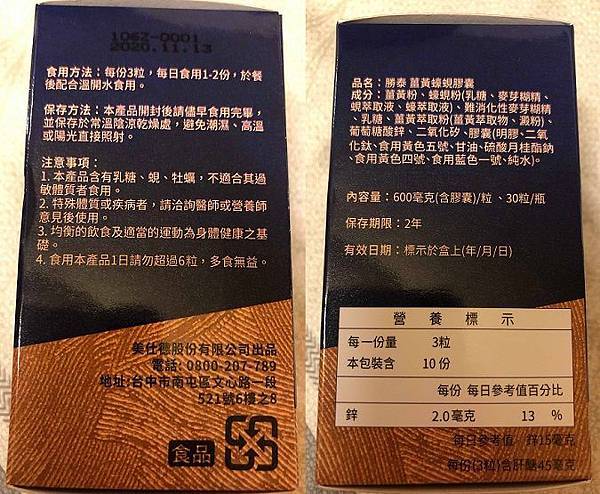 1062-0001
2020.11.13
食用方法：每份3粒，每日食用1-2份，於餐
後配合溫開水食用。
保存方法：本產品開封後請儘早食用完畢，
並保存於常溫陰涼乾燥處，避免潮濕、高溫
或陽光直接照射。
注意事項：
1. 本產品含有乳糖、蜆、牡蠣，不適合其過
敏體質者食用。
2. 特殊體質或疾病者，請洽詢醫師或營養師
意見後使用。
3. 均衡的飲食及適當的運動為身體健康之基
礎。
4. 食用本產品1日請勿超過6粒，多食無益。
美仕德股份有限公司出品
電話: 0800-207-789
地址:台中市南屯區文心路一段
521號6樓之8
食品
品名：勝泰 薑黃蠔蜆膠囊
成分：薑黃粉、蠔蜆粉(乳糖、麥芽糊精、
蜆萃取液、蠔萃取液)、難消化性麥芽糊精
、乳糖、薑黃萃取粉(薑黃萃取物、澱粉)、
葡萄糖酸鋅、二氧化矽、膠囊(明膠、二氧
化鈦、食用黃色五號、甘油、硫酸月桂酯鈉
、食用黃色四號、食用藍色一號、純水)。
內容量：600毫克(含膠囊)/粒 、30粒/瓶
保存期限：2年
有效日期：標示於盒上(年/月/日)
營 養 標 示
每一份量 3粒
本包裝含 10 份
每份 每日參考值百分比
鋅 2.0 毫克 13 %
每日參考值 鋅15毫克
每份(3粒)含肝醣45毫克